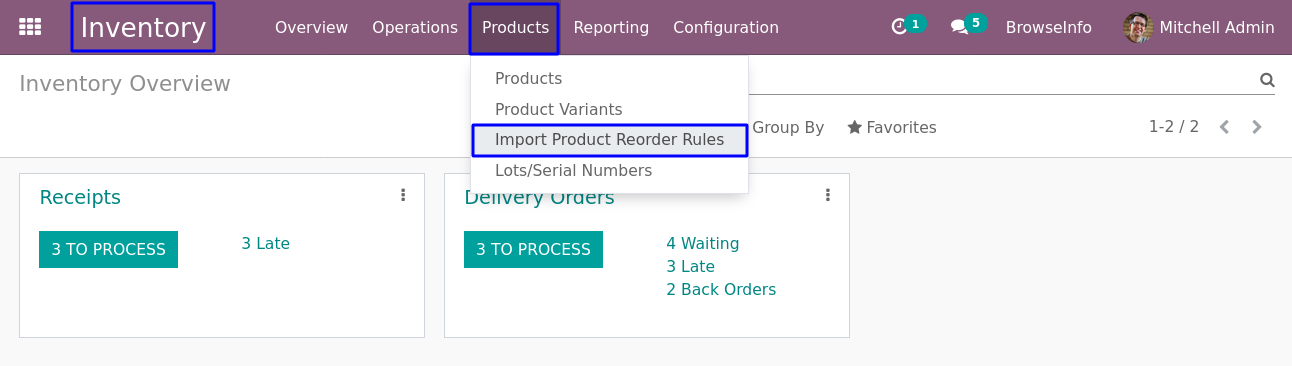 Inventory Overview Operations Products Reporting Configuration 1 5 BrowseInfo Mitchell Admin
Inventory Overview
Products
Product Variants
Import Product Reorder Rules
Lots/Serial Numbers
Group By Favorites 1-2 / 2
Receipts
3 TO PROCESS 3 Late
Delivery Orders
3 TO PROCESS 4 Waiting
3 Late
2 Back Orders